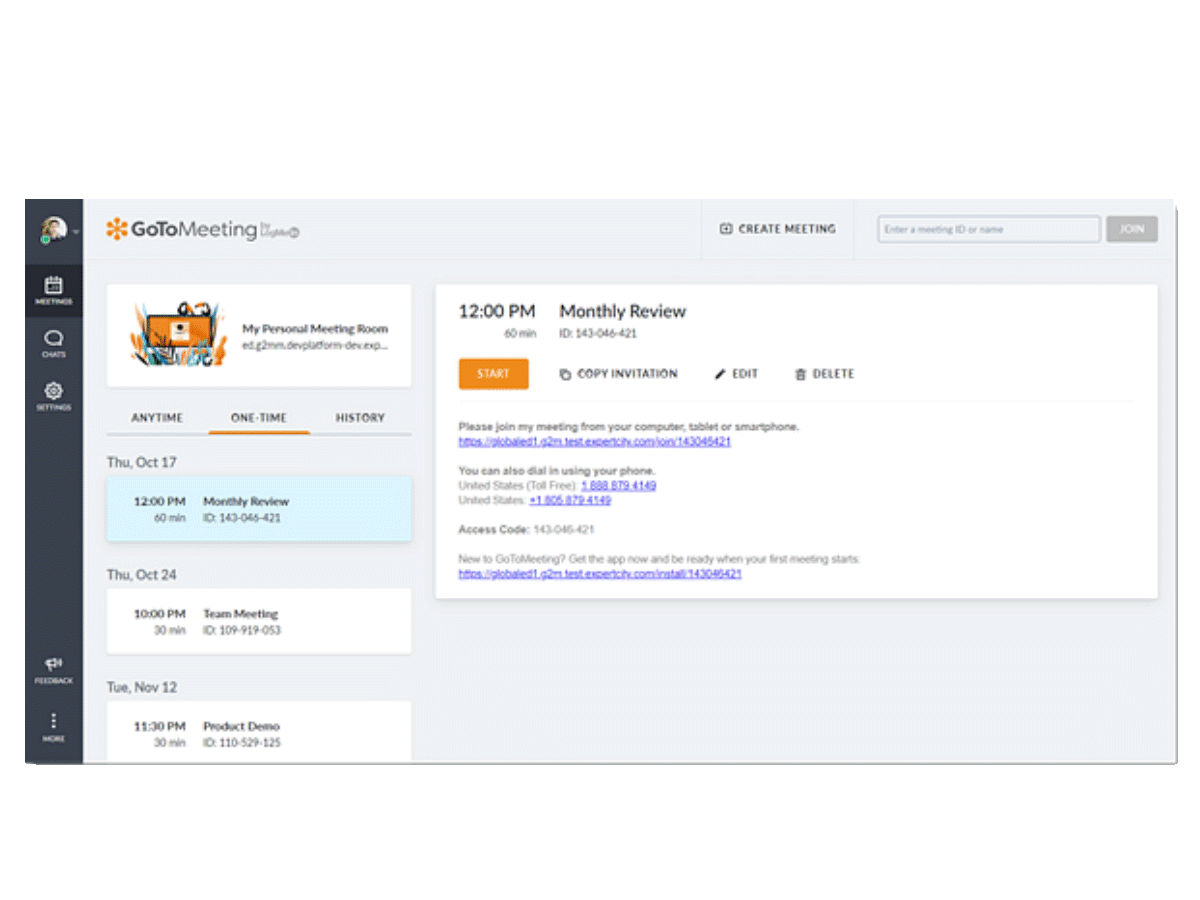 GoToMeeting
CREATE MEETING
Enter a meeting ID or name
JOIN
MEETINGS
CHATS
SETTINGS
FEEDBACK
MORE
My Personal Meeting Room
ed.g2mm.devplatform-dev.exp...
ANYTIME ONE-TIME HISTORY
Thu, Oct 17
12:00 PM Monthly Review
60 min ID: 143-046-421
Thu, Oct 24
10:00 PM Team Meeting
30 min ID: 109-919-053
Tue, Nov 12
11:30 PM Product Demo
30 min ID: 110-529-125
12:00 PM Monthly Review
60 min ID: 143-046-421
START COPY INVITATION EDIT DELETE
Please join my meeting from your computer, tablet or smartphone.
https://globaled1.g2m.test.expertcity.com/join/143046421
You can also dial in using your phone.
United States (Toll Free): 1 888 879 4149
United States: +1 805 879 4149
Access Code: 143-046-421
New to GoToMeeting? Get the app now and be ready when your first meeting starts:
https://globaled1.g2m.test.expertcity.com/install/143046421